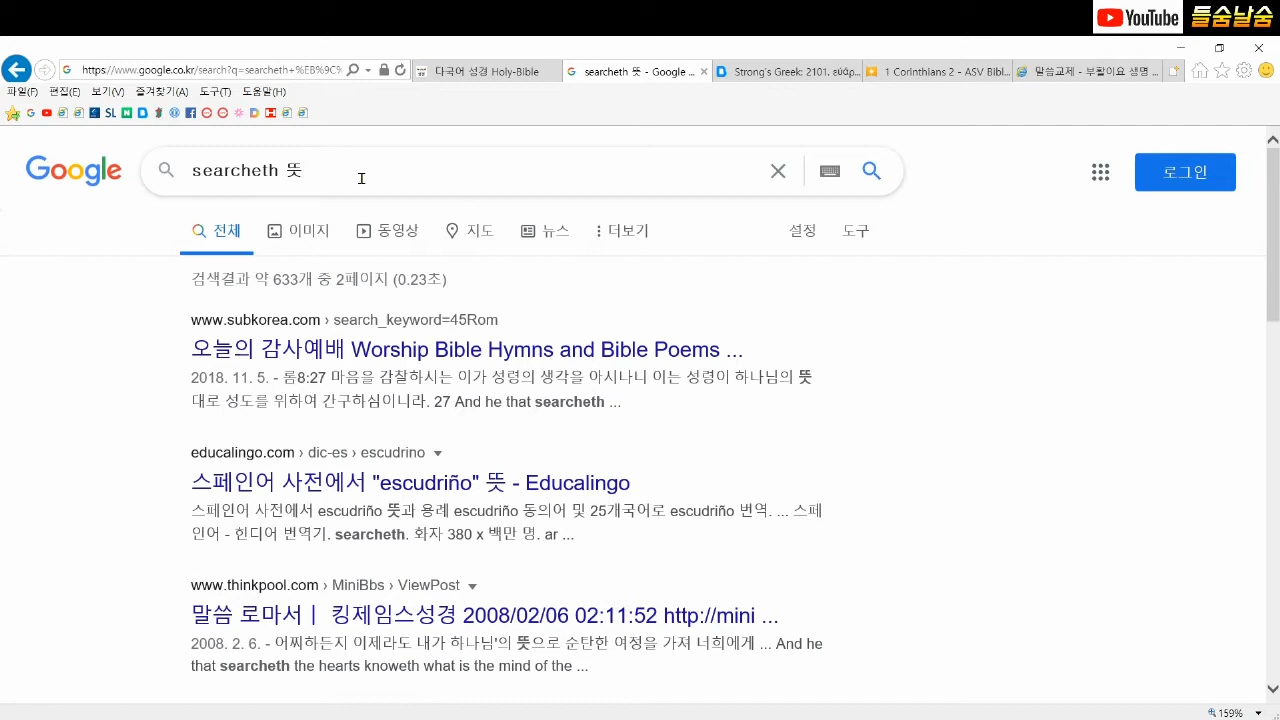 YouTube 들숨날숨
https://www.google.co.kr/search?q=searcheth+%EB%9C%
다국어 성경 Holy-Bible
searcheth 뜻 - Google ...
Strong's Greek: 2101. εύάρ...
1 Corinthians 2 - ASV Bibl...
말씀교제 - 부활이요 생명 ...
파일(F) 편집(E) 보기(V) 즐겨찾기(A) 도구(T) 도움말(H)
SL
Google
searcheth 뜻
로그인
전체 이미지 동영상 지도 뉴스 더보기 설정 도구
검색결과 약 633개 중 2페이지 (0.23초)
www.subkorea.com › search_keyword=45Rom
오늘의 감사예배 Worship Bible Hymns and Bible Poems ...
2018. 11. 5. - 롬8:27 마음을 감찰하시는 이가 성령의 생각을 아시나니 이는 성령이 하나님의 뜻
대로 성도를 위하여 간구하심이니라. 27 And he that searcheth ...
educalingo.com › dic-es › escudrino
스페인어 사전에서 "escudriño" 뜻 - Educalingo
스페인어 사전에서 escudriño 뜻과 용례 escudriño 동의어 및 25개국어로 escudriño 번역. ... 스페
인어 - 힌디어 번역기. searcheth. 화자 380 x 백만 명. ar ...
www.thinkpool.com › MiniBbs › ViewPost
말씀 로마서ㅣ 킹제임스성경 2008/02/06 02:11:52 http://mini ...
2008. 2. 6. - 어찌하든지 이제라도 내가 하나님'의 뜻으로 순탄한 여정을 가져 너희에게 ... And he
that searcheth the hearts knoweth what is the mind of the ...
159%